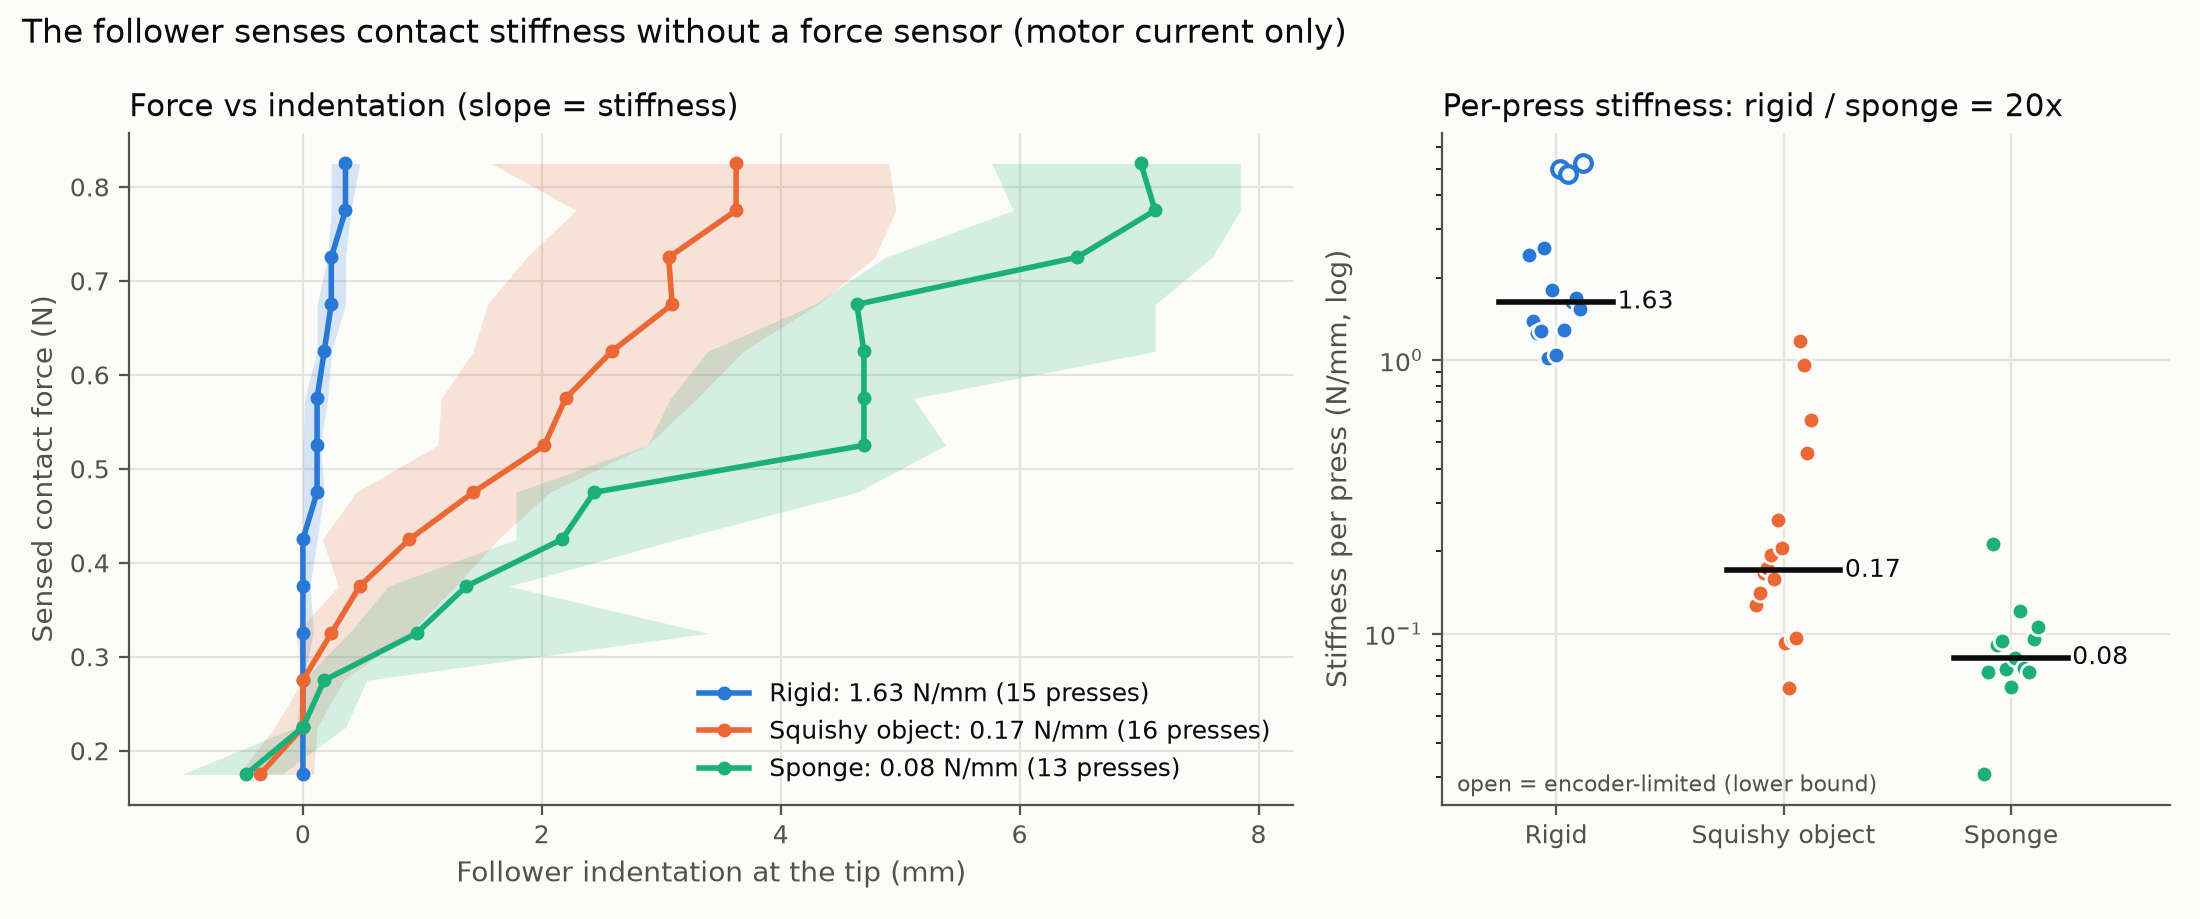 The follower senses contact stiffness without a force sensor (motor current only)
Force vs indentation (slope = stiffness)
Sensed contact force (N)
0.8
0.7
0.6
0.5
0.4
0.3
0.2
Rigid: 1.63 N/mm (15 presses)
Squishy object: 0.17 N/mm (16 presses)
Sponge: 0.08 N/mm (13 presses)
0 2 4 6 8
Follower indentation at the tip (mm)
Per-press stiffness: rigid / sponge = 20x
Stiffness per press (N/mm, log)
10⁰
10⁻¹
1.63
0.17
0.08
open = encoder-limited (lower bound)
Rigid Squishy object Sponge